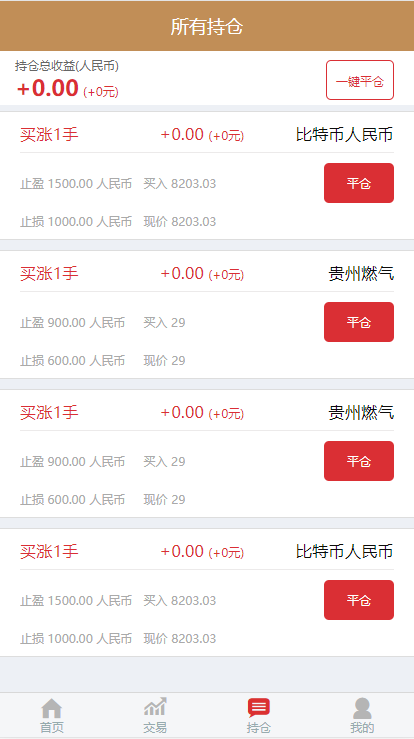 所有持仓
持仓总收益(人民币)
+0.00 (+0元)
一键平仓
买涨1手 +0.00 (+0元) 比特币人民币
止盈 1500.00 人民币 买入 8203.03 平仓
止损 1000.00 人民币 现价 8203.03
买涨1手 +0.00 (+0元) 贵州燃气
止盈 900.00 人民币 买入 29 平仓
止损 600.00 人民币 现价 29
买涨1手 +0.00 (+0元) 贵州燃气
止盈 900.00 人民币 买入 29 平仓
止损 600.00 人民币 现价 29
买涨1手 +0.00 (+0元) 比特币人民币
止盈 1500.00 人民币 买入 8203.03 平仓
止损 1000.00 人民币 现价 8203.03
首页 交易 持仓 我的